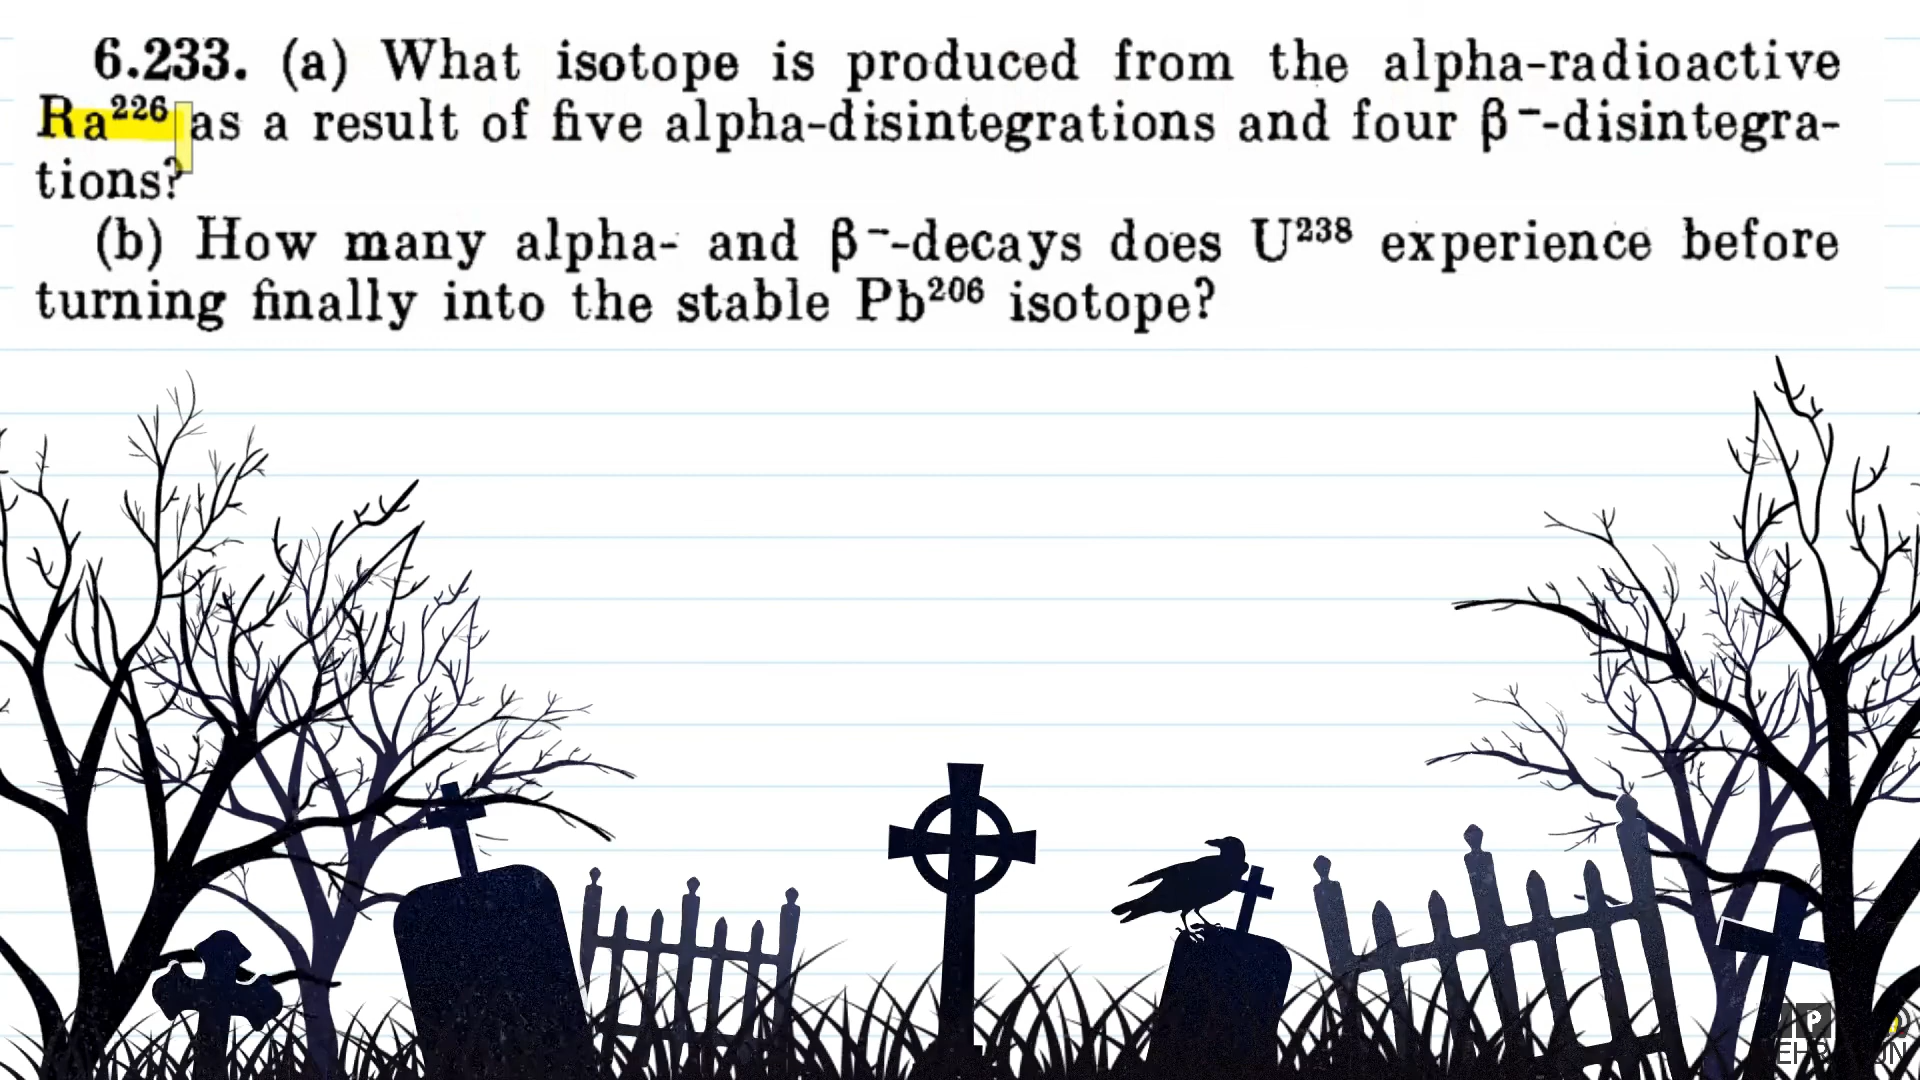 6.233. (a) What isotope is produced from the alpha-radioactive
Ra²²⁶ as a result of five alpha-disintegrations and four β⁻-disintegra-
tions?
(b) How many alpha- and β⁻-decays does U²³⁸ experience before
turning finally into the stable Pb²⁰⁶ isotope?
P